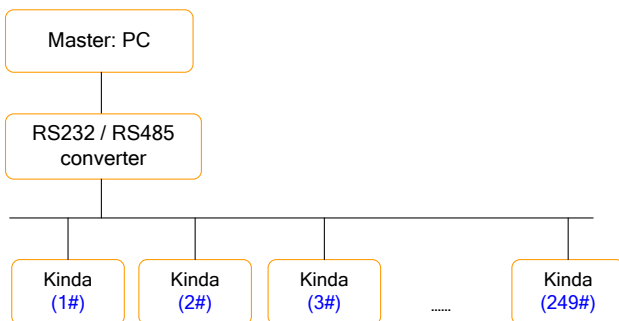 Master: PC
RS232 / RS485
converter
Kinda Kinda Kinda Kinda
(1#) (2#) (3#) ...... (249#)